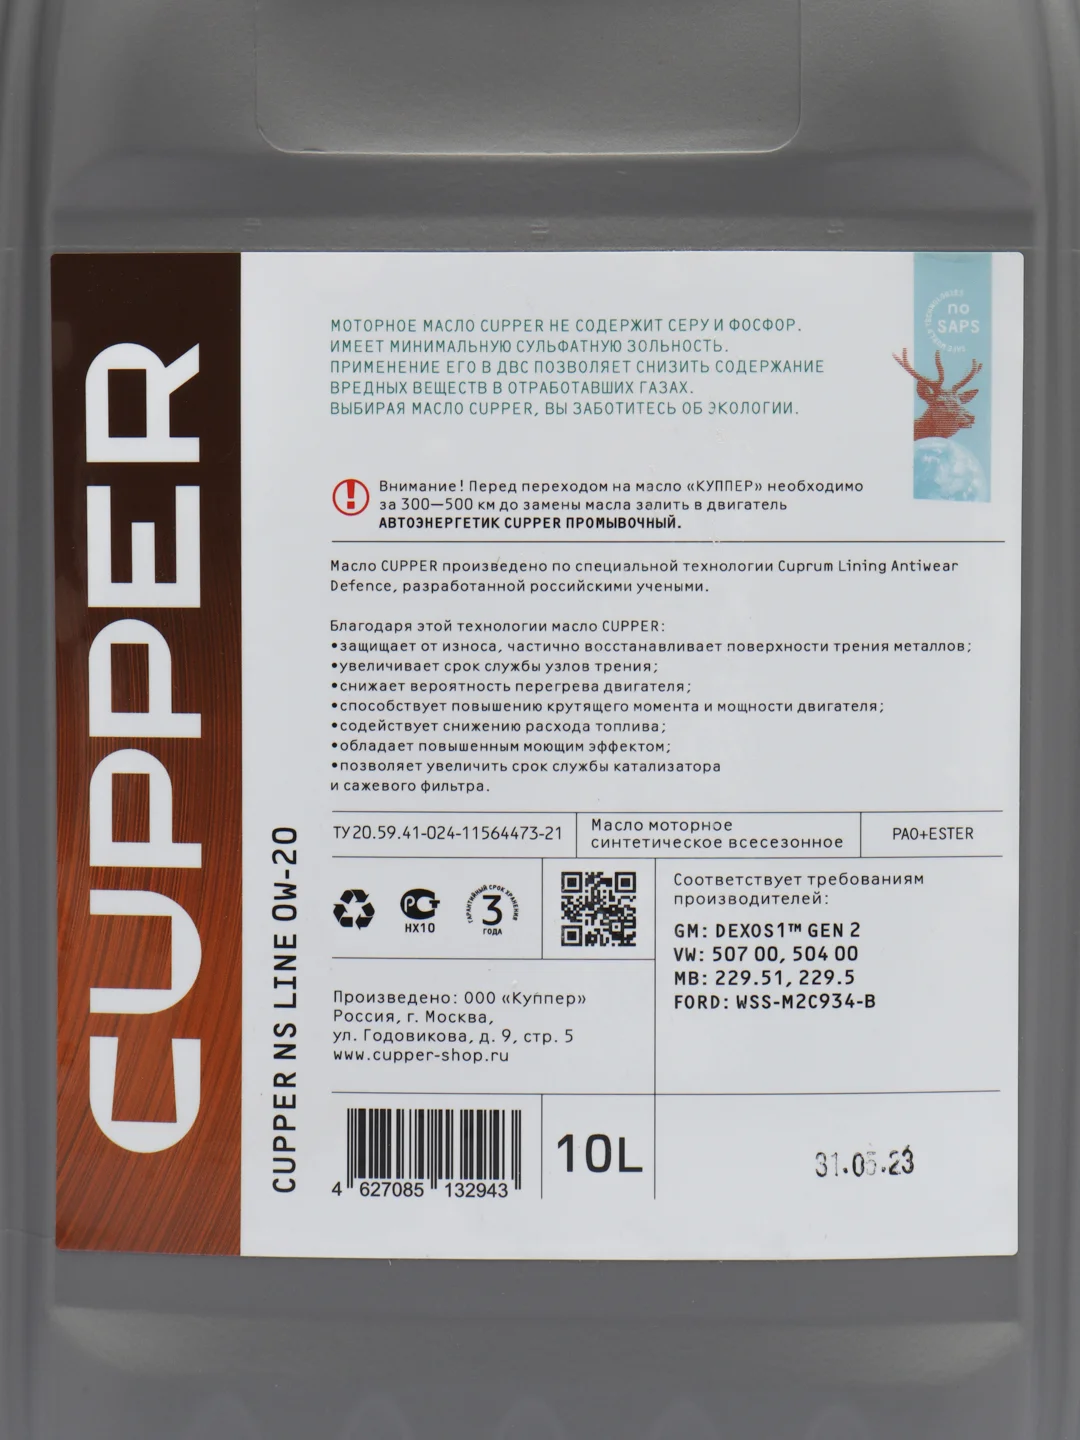 CUPPER
CUPPER NS LINE 0W-20
no
SAPS
МОТОРНОЕ МАСЛО CUPPER НЕ СОДЕРЖИТ СЕРУ И ФОСФОР.
ИМЕЕТ МИНИМАЛЬНУЮ СУЛЬФАТНУЮ ЗОЛЬНОСТЬ.
ПРИМЕНЕНИЕ ЕГО В ДВС ПОЗВОЛЯЕТ СНИЗИТЬ СОДЕРЖАНИЕ
ВРЕДНЫХ ВЕЩЕСТВ В ОТРАБОТАВШИХ ГАЗАХ.
ВЫБИРАЯ МАСЛО CUPPER, ВЫ ЗАБОТИТЕСЬ ОБ ЭКОЛОГИИ.
Внимание! Перед переходом на масло «КУППЕР» необходимо
за 300—500 км до замены масла залить в двигатель
АВТОЭНЕРГЕТИК CUPPER ПРОМЫВОЧНЫЙ.
Масло CUPPER произведено по специальной технологии Cuprum Lining Antiwear
Defence, разработанной российскими учеными.
Благодаря этой технологии масло CUPPER:
•защищает от износа, частично восстанавливает поверхности трения металлов;
•увеличивает срок службы узлов трения;
•снижает вероятность перегрева двигателя;
•способствует повышению крутящего момента и мощности двигателя;
•содействует снижению расхода топлива;
•обладает повышенным моющим эффектом;
•позволяет увеличить срок службы катализатора
и сажевого фильтра.
ТУ 20.59.41-024-11564473-21
Масло моторное
синтетическое всесезонное
PAO+ESTER
НХ10
ГАРАНТИЙНЫЙ СРОК ХРАНЕНИЯ
3
ГОДА
Соответствует требованиям
производителей:
GM: DEXOS1™ GEN 2
VW: 507 00, 504 00
MB: 229.51, 229.5
FORD: WSS-M2C934-B
Произведено: ООО «Куппер»
Россия, г. Москва,
ул. Годовикова, д. 9, стр. 5
www.cupper-shop.ru
4 627085 132943
10L
31.05.23